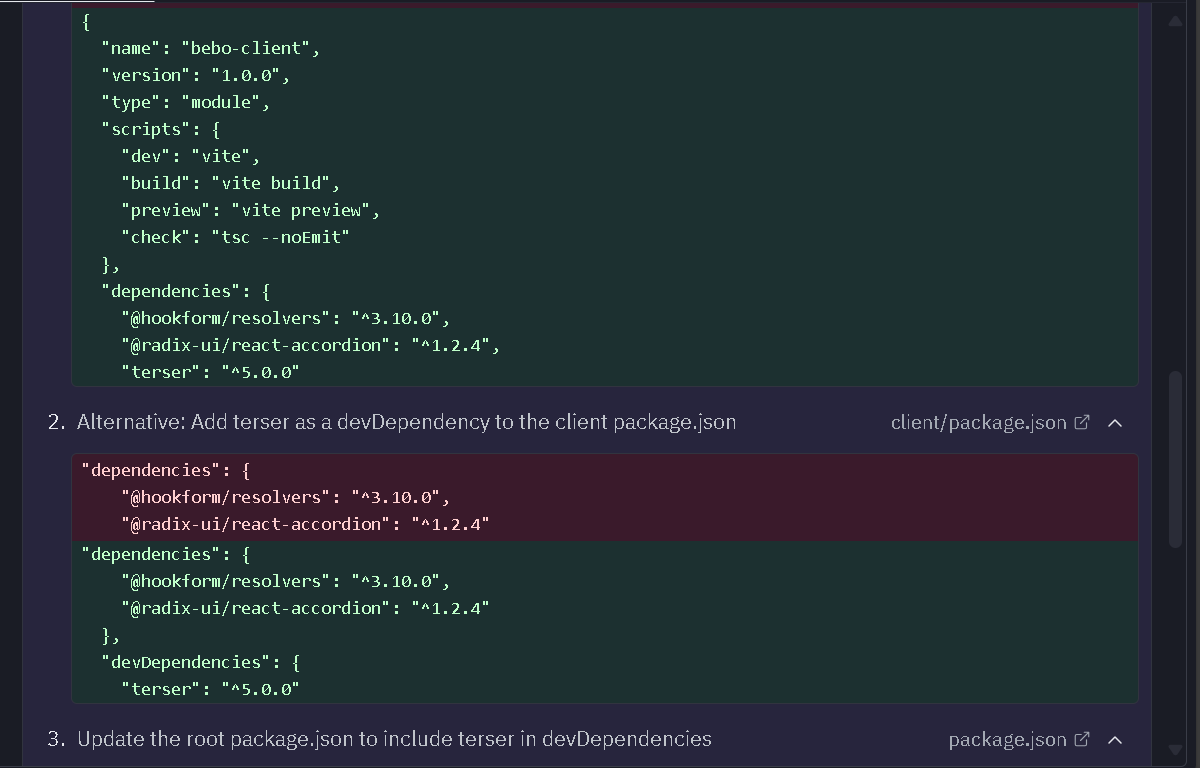 {
  "name": "bebo-client",
  "version": "1.0.0",
  "type": "module",
  "scripts": {
    "dev": "vite",
    "build": "vite build",
    "preview": "vite preview",
    "check": "tsc --noEmit"
  },
  "dependencies": {
    "@hookform/resolvers": "^3.10.0",
    "@radix-ui/react-accordion": "^1.2.4",
    "terser": "^5.0.0"
2. Alternative: Add terser as a devDependency to the client package.json client/package.json
"dependencies": {
    "@hookform/resolvers": "^3.10.0",
    "@radix-ui/react-accordion": "^1.2.4"
"dependencies": {
    "@hookform/resolvers": "^3.10.0",
    "@radix-ui/react-accordion": "^1.2.4"
  },
  "devDependencies": {
    "terser": "^5.0.0"
3. Update the root package.json to include terser in devDependencies package.json